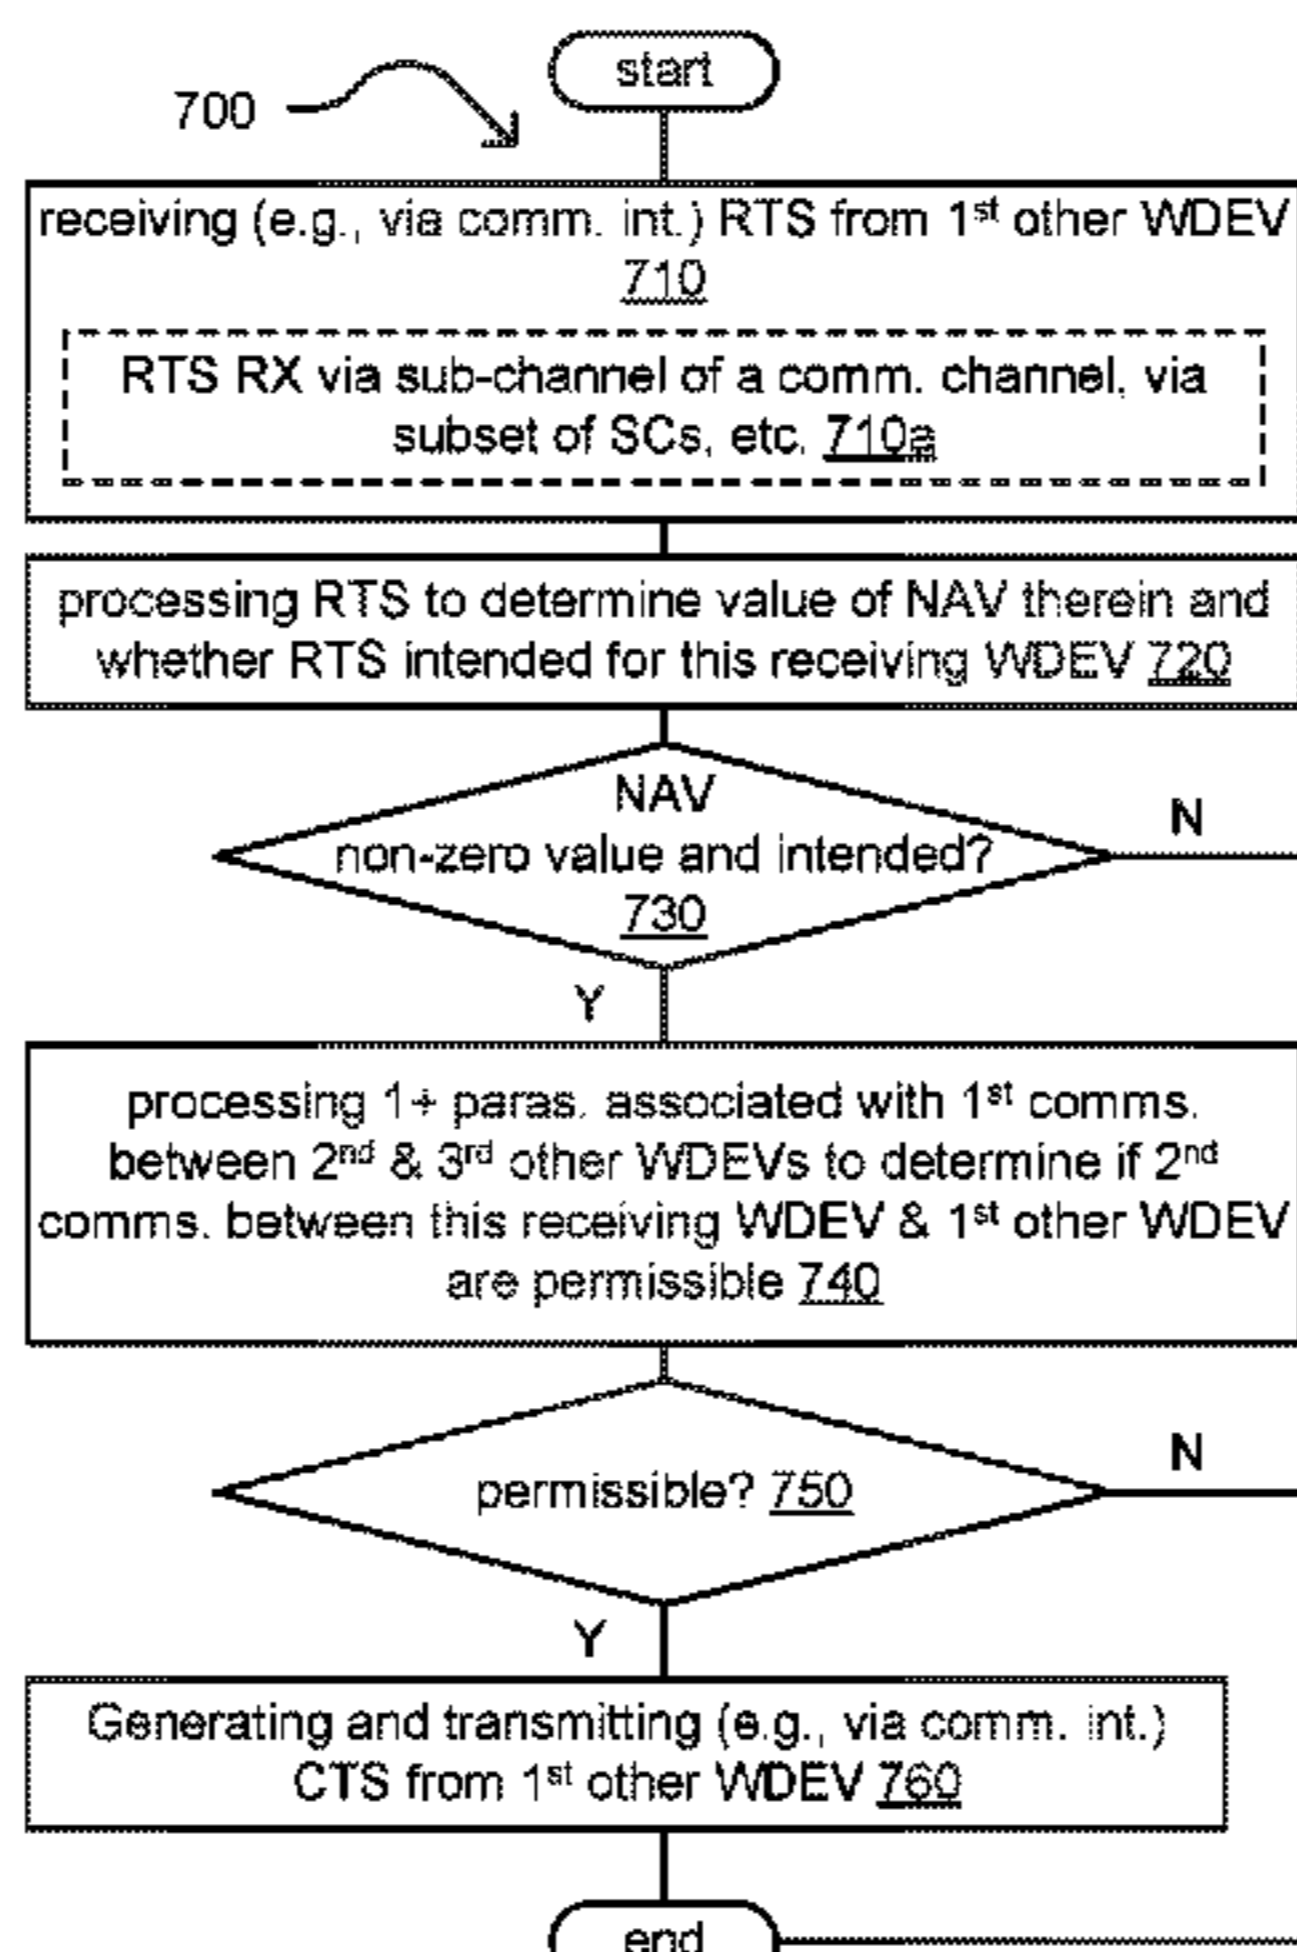 start
700
receiving (e.g., via comm. int.) RTS from 1st other WDEV
710
RTS RX via sub-channel of a comm. channel, via
subset of SCs, etc. 710a
processing RTS to determine value of NAV therein and
whether RTS intended for this receiving WDEV 720
NAV
non-zero value and intended?
730
N
Y
processing 1+ paras. associated with 1st comms.
between 2nd & 3rd other WDEVs to determine if 2nd
comms. between this receiving WDEV & 1st other WDEV
are permissible 740
permissible? 750
N
Y
Generating and transmitting (e.g., via comm. int.)
CTS from 1st other WDEV 760
end